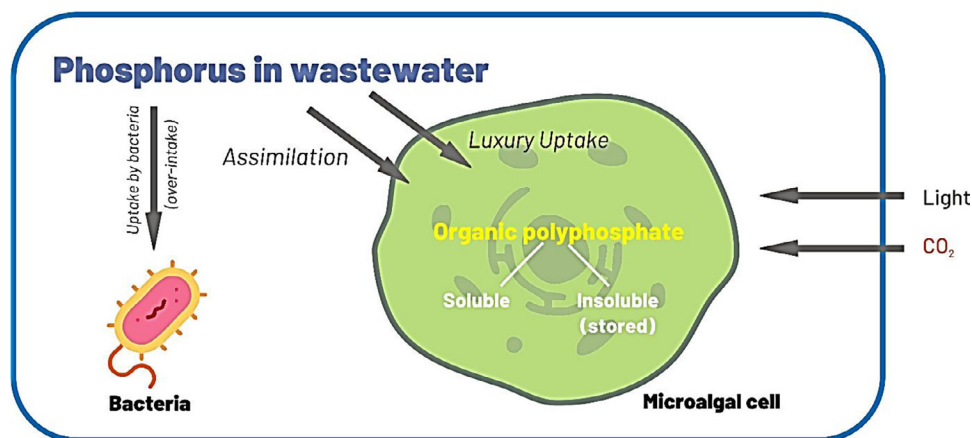 Phosphorus in wastewater
Uptake by bacteria
(over-intake)
Assimilation
Luxury Uptake
Light
CO₂
Organic polyphosphate
Soluble
Insoluble
(stored)
Bacteria
Microalgal cell